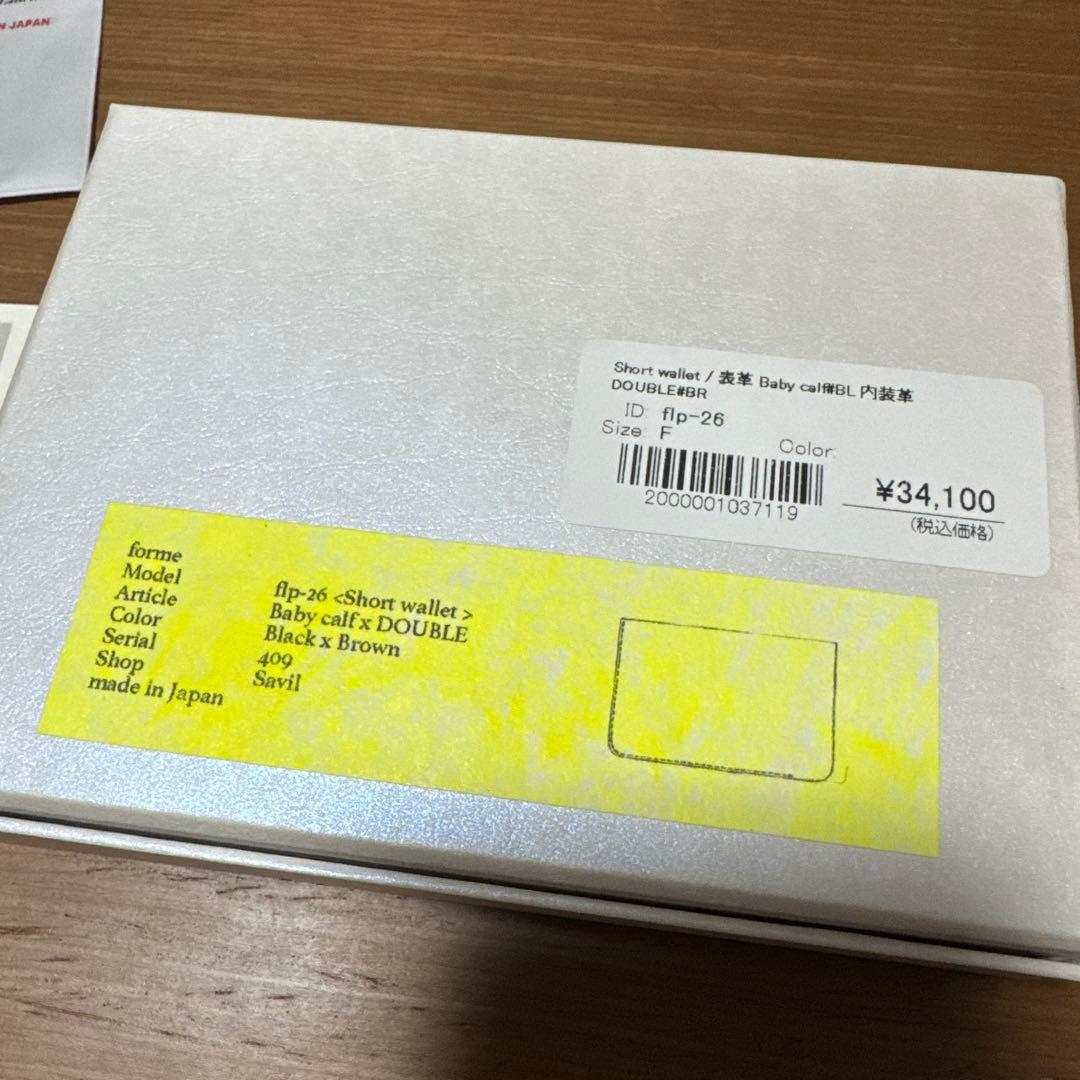 N JAPAN
Short wallet / 表革 Baby calf#BL 内装革
DOUBLE#BR
ID: flp-26
Size: F
Color:
2000001037119
¥34,100
(税込価格)
forme
Model flp-26 <Short wallet >
Article Baby calf x DOUBLE
Color Black x Brown
Serial 409
Shop Savil
made in Japan